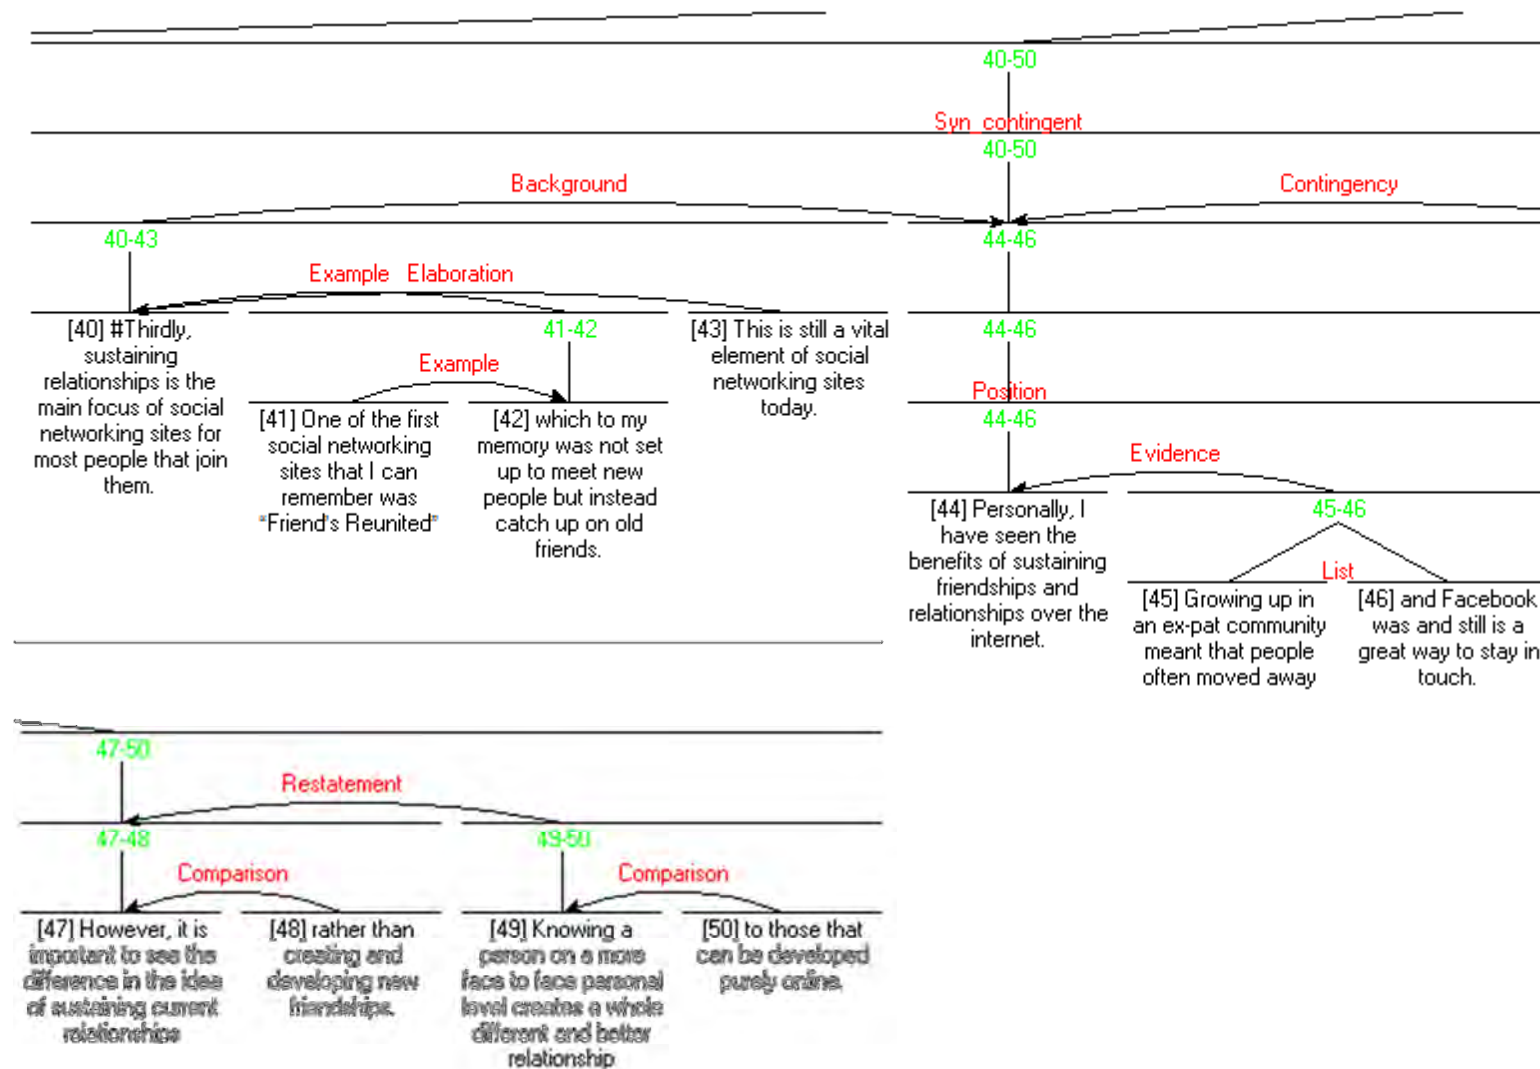 40-50
Syn_contingent
40-50
Background
Contingency
40-43
44-46
Example
Elaboration
[40] #Thirdly,
sustaining
relationships is the
main focus of social
networking sites for
most people that join
them.
41-42
Example
[41] One of the first
social networking
sites that I can
remember was
"Friend's Reunited"
[42] which to my
memory was not set
up to meet new
people but instead
catch up on old
friends.
[43] This is still a vital
element of social
networking sites
today.
44-46
Position
44-46
Evidence
[44] Personally, I
have seen the
benefits of sustaining
friendships and
relationships over the
internet.
45-46
List
[45] Growing up in
an ex-pat community
meant that people
often moved away
[46] and Facebook
was and still is a
great way to stay in
touch.
47-50
Restatement
47-48
49-50
Comparison
Comparison
[47] However, it is
important to see the
difference in the idea
of sustaining current
relationships
[48] rather than
creating and
developing new
friendships.
[49] Knowing a
person on a more
face to face personal
level creates a whole
different and better
relationship
[50] to those that
can be developed
purely online.